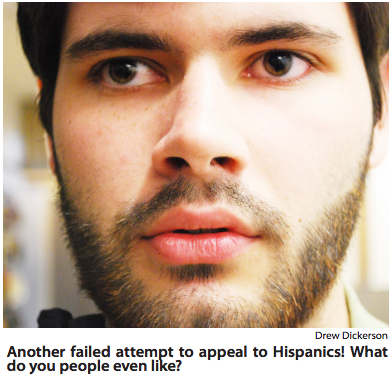 Drew Dickerson
Another failed attempt to appeal to Hispanics! What
do you people even like?